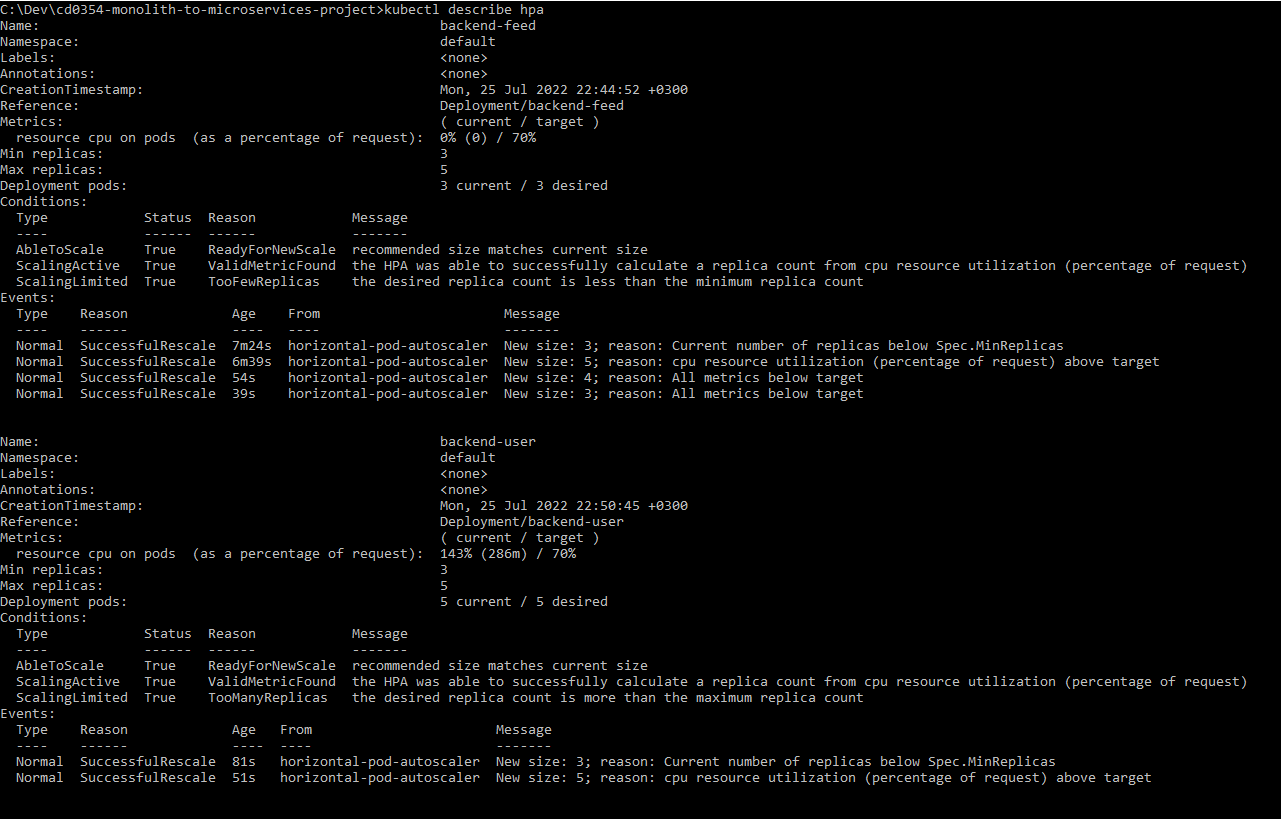 C:\Dev\cd0354-monolith-to-microservices-project>kubectl describe hpa
Name:                                                  backend-feed
Namespace:                                             default
Labels:                                                <none>
Annotations:                                           <none>
CreationTimestamp:                                     Mon, 25 Jul 2022 22:44:52 +0300
Reference:                                             Deployment/backend-feed
Metrics:                                               ( current / target )
  resource cpu on pods  (as a percentage of request):  0% (0) / 70%
Min replicas:                                          3
Max replicas:                                          5
Deployment pods:                                       3 current / 3 desired
Conditions:
  Type            Status  Reason            Message
  ----            ------  ------            -------
  AbleToScale     True    ReadyForNewScale  recommended size matches current size
  ScalingActive   True    ValidMetricFound  the HPA was able to successfully calculate a replica count from cpu resource utilization (percentage of request)
  ScalingLimited  True    TooFewReplicas    the desired replica count is less than the minimum replica count
Events:
  Type    Reason             Age    From                       Message
  ----    ------             ----   ----                       -------
  Normal  SuccessfulRescale  7m24s  horizontal-pod-autoscaler  New size: 3; reason: Current number of replicas below Spec.MinReplicas
  Normal  SuccessfulRescale  6m39s  horizontal-pod-autoscaler  New size: 5; reason: cpu resource utilization (percentage of request) above target
  Normal  SuccessfulRescale  54s    horizontal-pod-autoscaler  New size: 4; reason: All metrics below target
  Normal  SuccessfulRescale  39s    horizontal-pod-autoscaler  New size: 3; reason: All metrics below target
Name:                                                  backend-user
Namespace:                                             default
Labels:                                                <none>
Annotations:                                           <none>
CreationTimestamp:                                     Mon, 25 Jul 2022 22:50:45 +0300
Reference:                                             Deployment/backend-user
Metrics:                                               ( current / target )
  resource cpu on pods  (as a percentage of request):  143% (286m) / 70%
Min replicas:                                          3
Max replicas:                                          5
Deployment pods:                                       5 current / 5 desired
Conditions:
  Type            Status  Reason            Message
  ----            ------  ------            -------
  AbleToScale     True    ReadyForNewScale  recommended size matches current size
  ScalingActive   True    ValidMetricFound  the HPA was able to successfully calculate a replica count from cpu resource utilization (percentage of request)
  ScalingLimited  True    TooManyReplicas   the desired replica count is more than the maximum replica count
Events:
  Type    Reason             Age   From                       Message
  ----    ------             ----  ----                       -------
  Normal  SuccessfulRescale  81s   horizontal-pod-autoscaler  New size: 3; reason: Current number of replicas below Spec.MinReplicas
  Normal  SuccessfulRescale  51s   horizontal-pod-autoscaler  New size: 5; reason: cpu resource utilization (percentage of request) above target